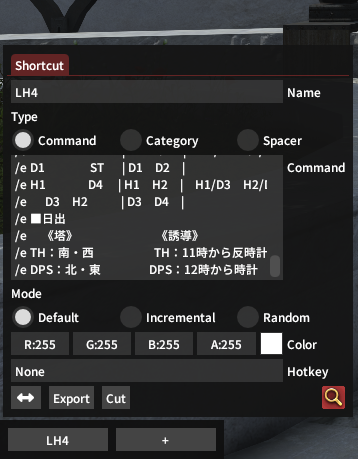 Shortcut
LH4 Name
Type
Command Category Spacer
/e D1 ST |D1 D2 | Command
/e H1 D4 |H1 H2 | H1/D3 H2/
/e D3 H2 |D3 D4 |
/e ■日出
/e 《塔》 《誘導》
/e TH：南・西 TH：11時から反時計
/e DPS：北・東 DPS：12時から時計
Mode
Default Incremental Random
R:255 G:255 B:255 A:255 Color
None Hotkey
Export Cut
LH4 +